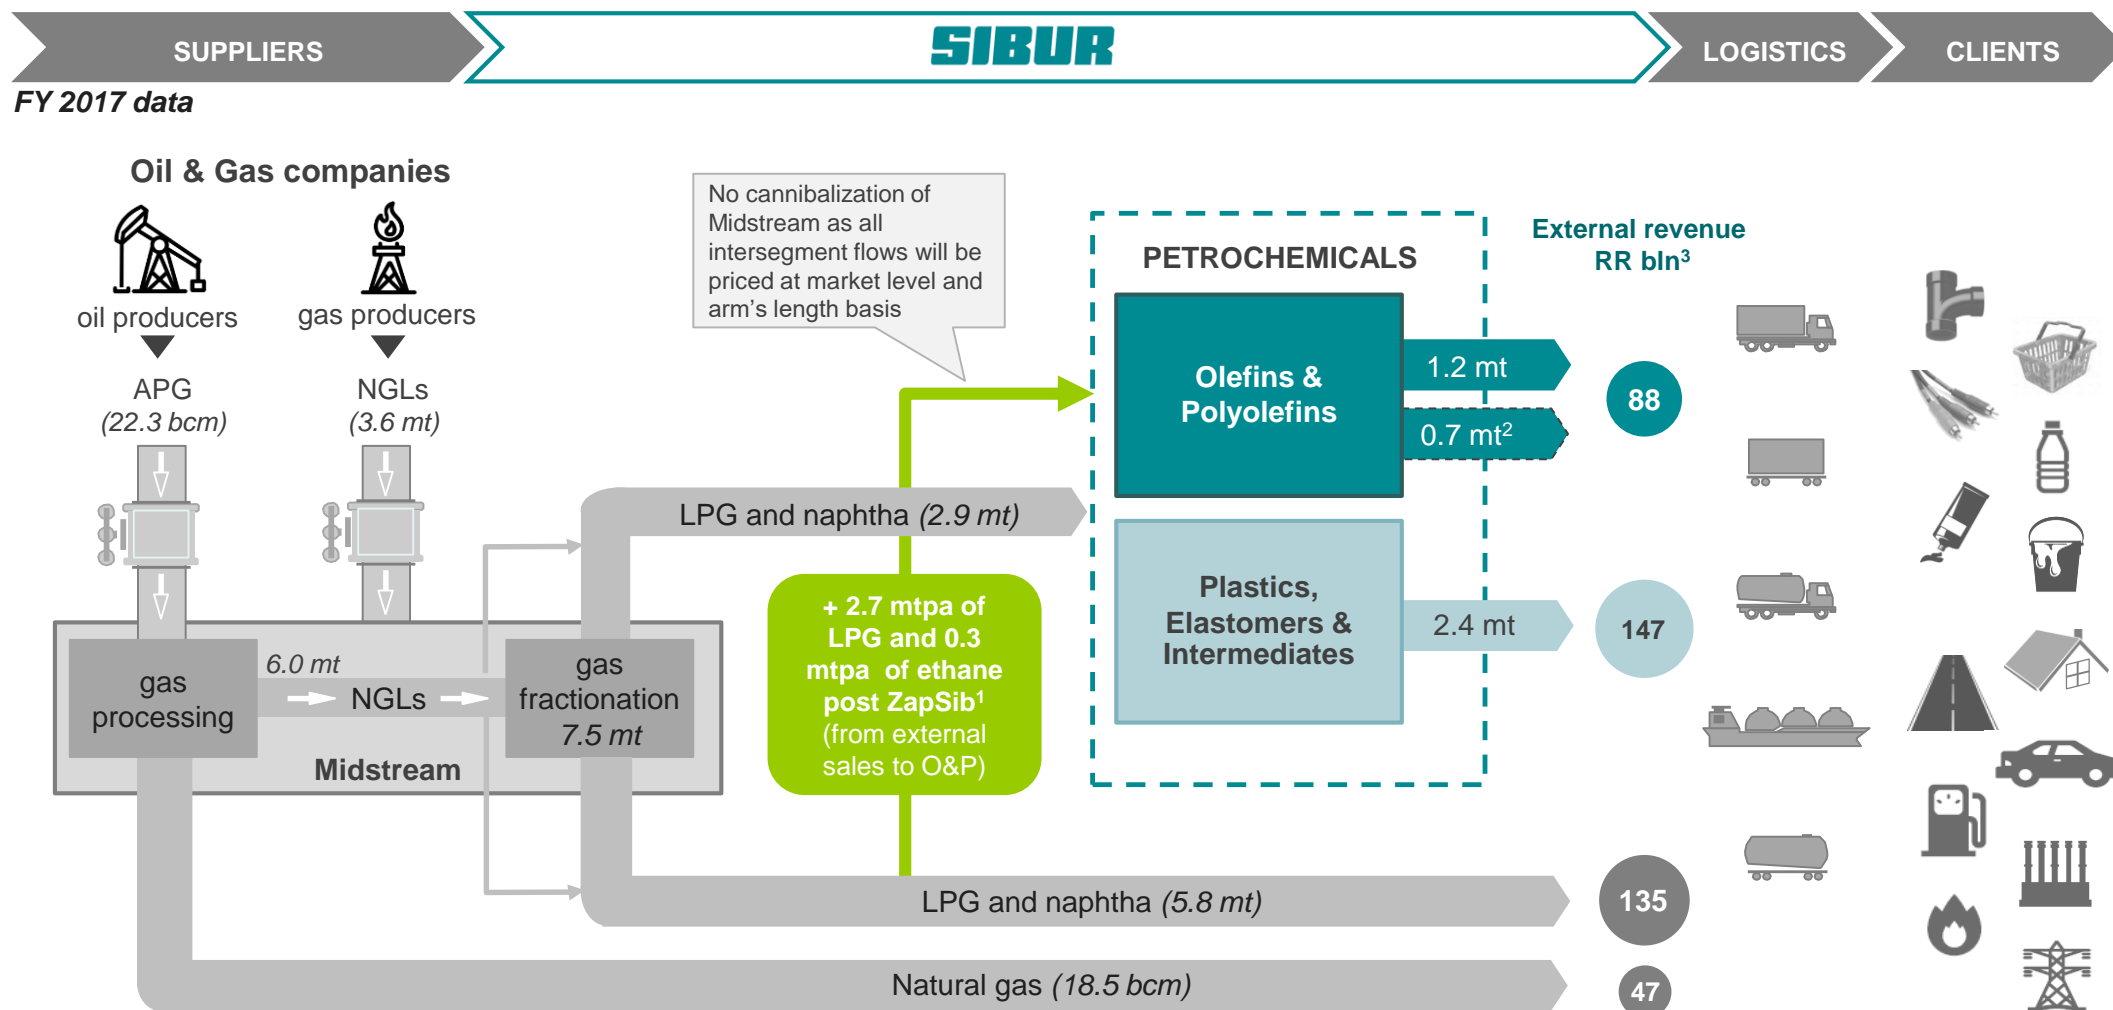 SUPPLIERS
SIBUR
LOGISTICS
CLIENTS
FY 2017 data
Oil & Gas companies
oil producers
gas producers
APG
(22.3 bcm)
NGLs
(3.6 mt)
No cannibalization of
Midstream as all
intersegment flows will be
priced at market level and
arm's length basis
PETROCHEMICALS
External revenue
RR bln³
Olefins &
Polyolefins
1.2 mt
0.7 mt²
88
LPG and naphtha (2.9 mt)
Plastics,
Elastomers &
Intermediates
2.4 mt
147
+ 2.7 mtpa of
LPG and 0.3
mtpa of ethane
post ZapSib¹
(from external
sales to O&P)
gas
processing
6.0 mt
NGLs
gas
fractionation
7.5 mt
Midstream
LPG and naphtha (5.8 mt)
135
Natural gas (18.5 bcm)
47